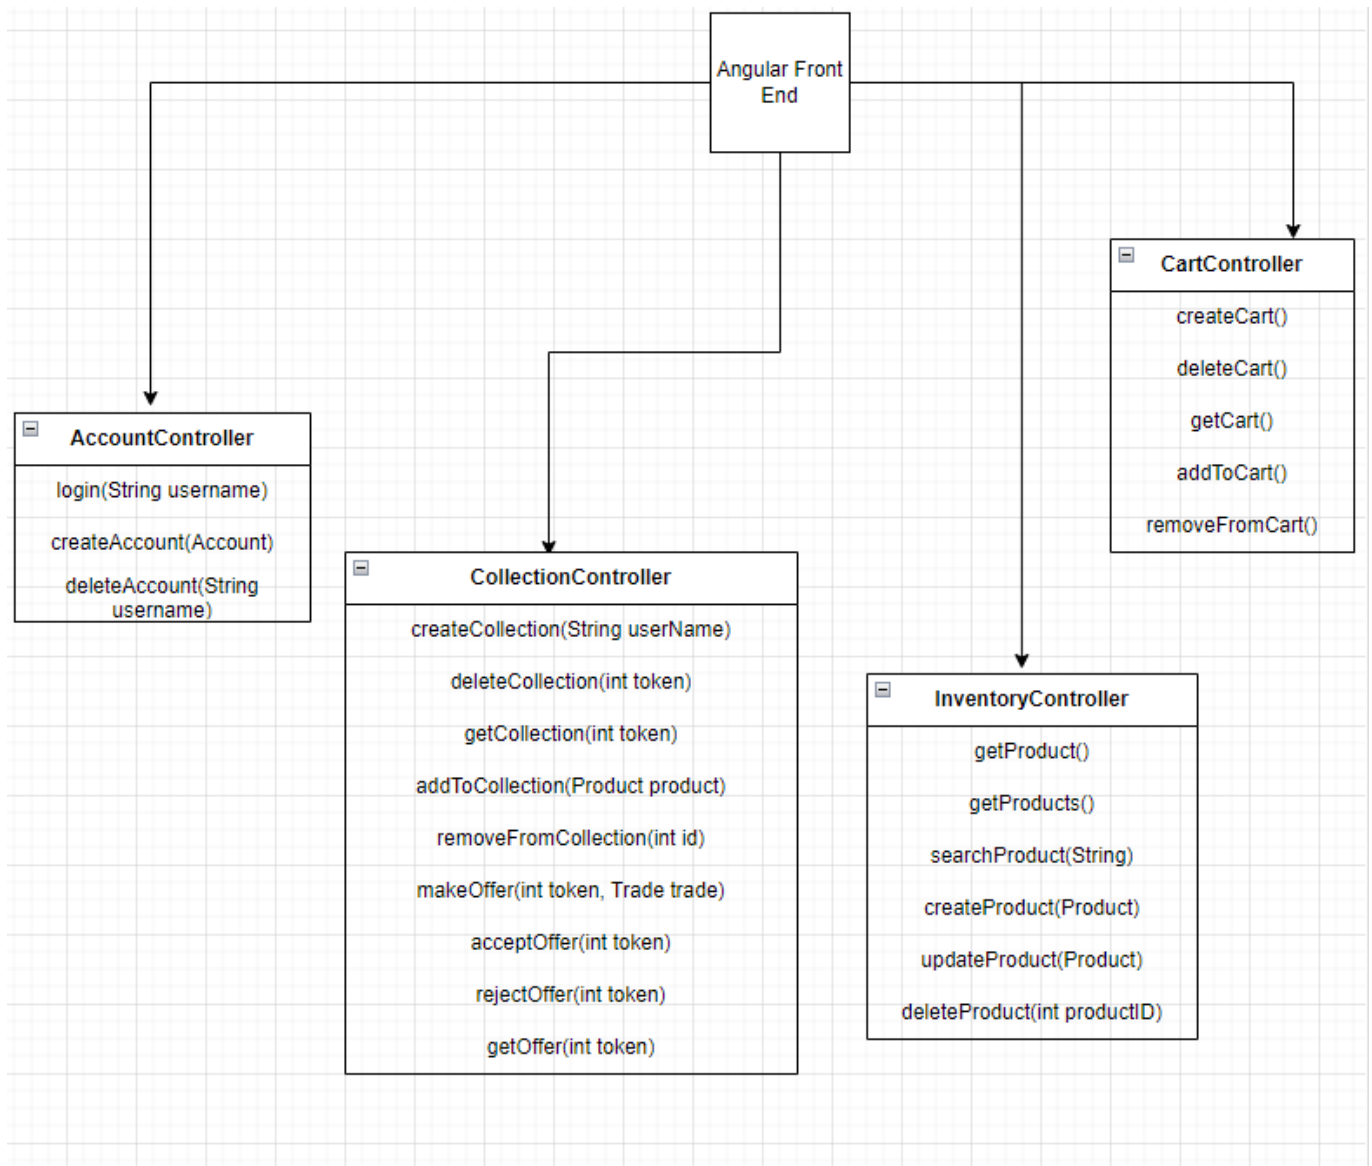 Angular Front
End
CartController
createCart()
deleteCart()
getCart()
addToCart()
removeFromCart()
AccountController
login(String username)
createAccount(Account)
deleteAccount(String
username)
CollectionController
createCollection(String userName)
deleteCollection(int token)
getCollection(int token)
addToCollection(Product product)
removeFromCollection(int id)
makeOffer(int token, Trade trade)
acceptOffer(int token)
rejectOffer(int token)
getOffer(int token)
InventoryController
getProduct()
getProducts()
searchProduct(String)
createProduct(Product)
updateProduct(Product)
deleteProduct(int productID)